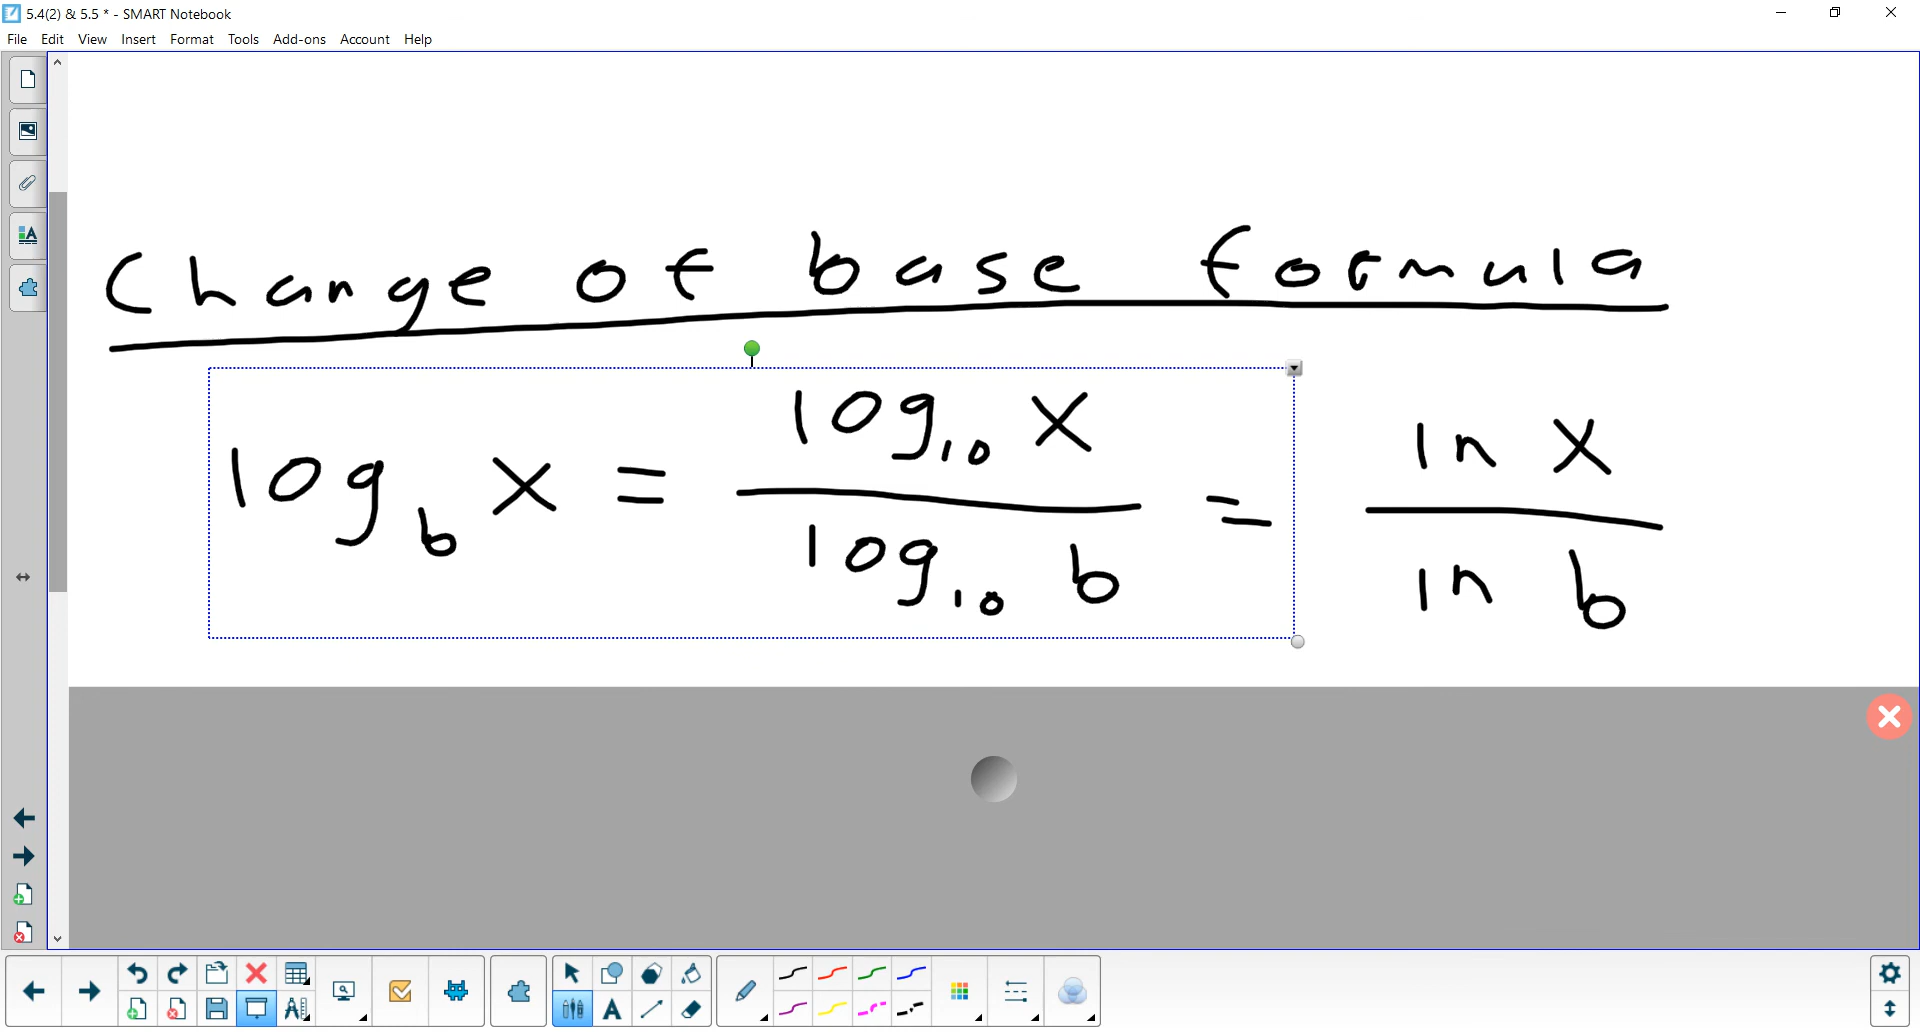 5.4(2) & 5.5 * - SMART Notebook
File Edit View Insert Format Tools Add-ons Account Help
Change of base formula
log_b x = (log_10 x)/(log_10 b) = (ln x)/(ln b)